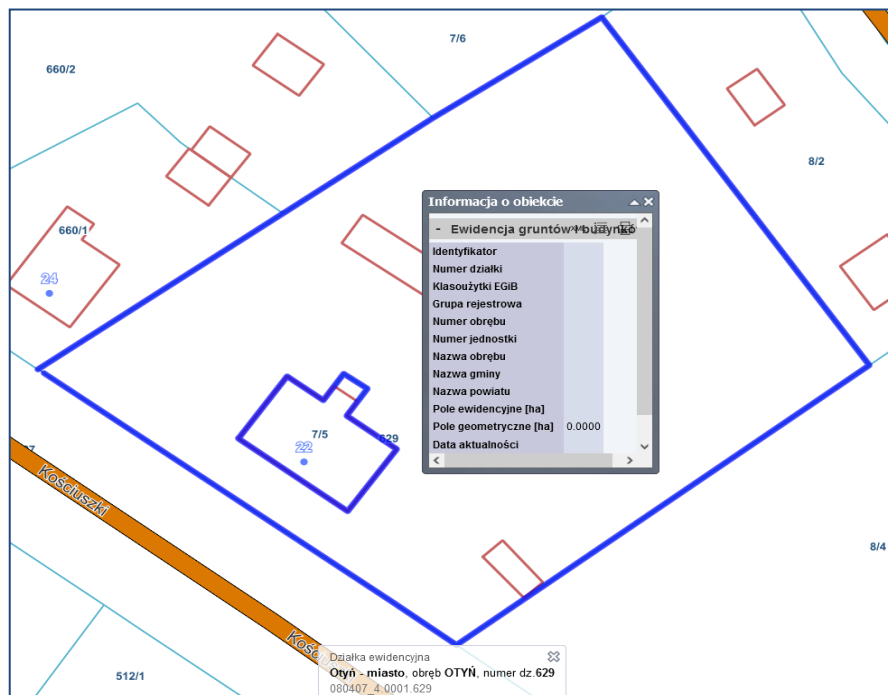 7/6
660/2
8/2
660/1
24
Informacja o obiekcie
- Ewidencja gruntów i budynkó
Identyfikator
Numer działki
Klasoużytki EGiB
Grupa rejestrowa
Numer obrębu
Numer jednostki
Nazwa obrębu
Nazwa gminy
Nazwa powiatu
Pole ewidencyjne [ha]
Pole geometryczne [ha] 0.0000
Data aktualności
7/5
629
22
Kościuszki
8/4
512/1
Działka ewidencyjna
Otyń - miasto, obręb OTYŃ, numer dz.629
080407_4.0001.629